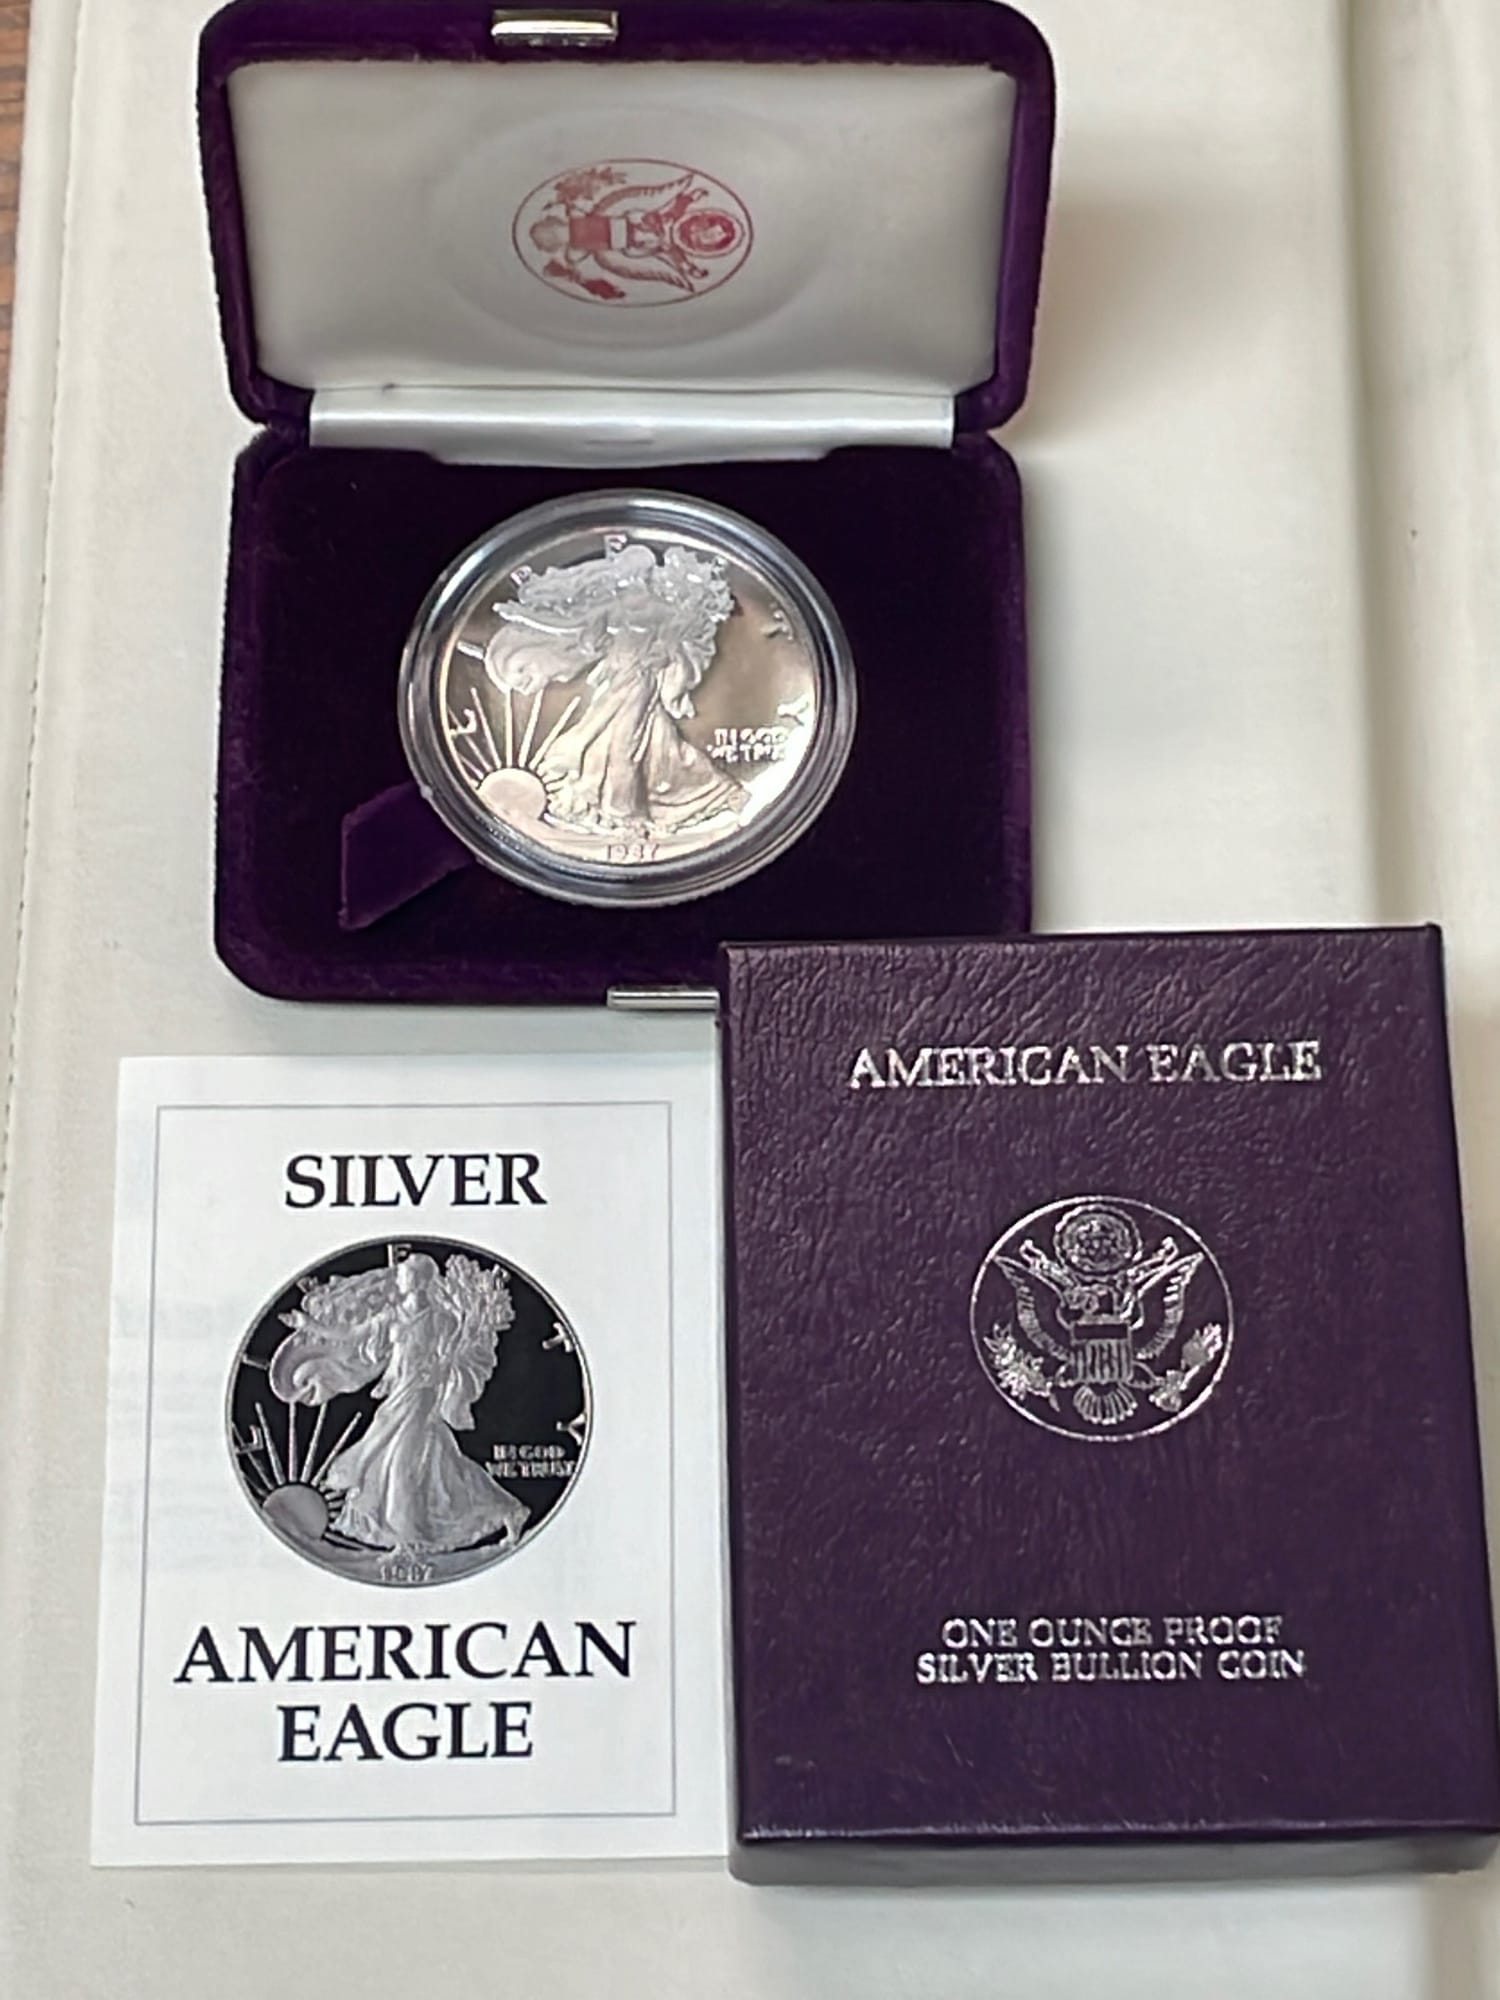 LIBERTY
IN GOD
WE TRUST
1987
AMERICAN EAGLE
ONE OUNCE PROOF
SILVER BULLION COIN
SILVER
LIBERTY
IN GOD
WE TRUST
1987
AMERICAN
EAGLE